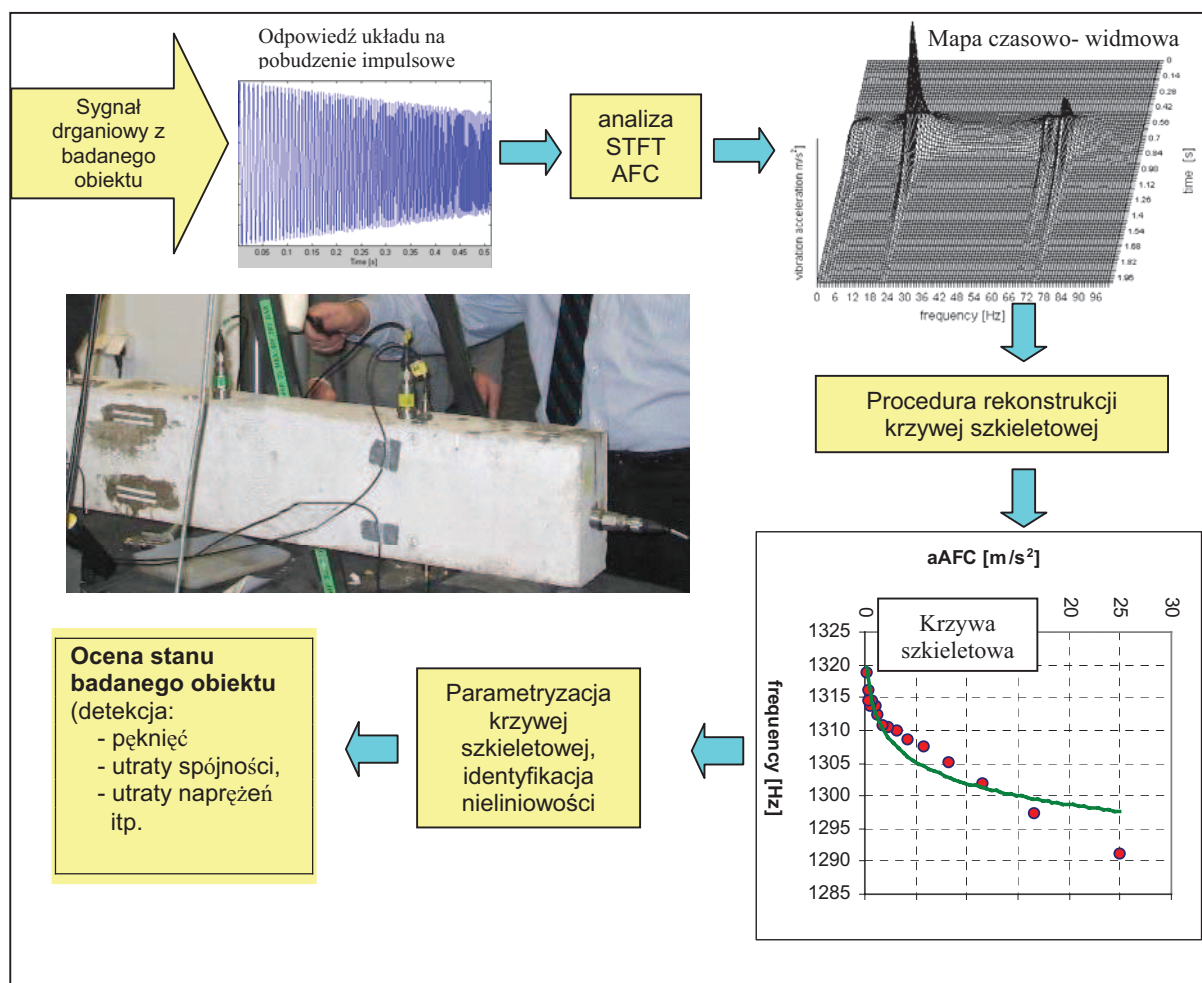 Sygnał
drganiowy z
badanego
obiektu
Odpowiedź układu na
pobudzenie impulsowe
0.05 0.1 0.15 0.2 0.25 0.3 0.35 0.4 0.45 0.5
Time [s]
analiza
STFT
AFC
Mapa czasowo- widmowa
vibration acceleration m/s²
0
0.14
0.28
0.42
0.56
0.7
0.84
0.98
1.12
1.26
1.4
1.54
1.68
1.82
1.96
time [s]
0 6 12 18 24 30 36 42 48 54 60 66 72 78 84 90 96
frequency [Hz]
Procedura rekonstrukcji
krzywej szkieletowej
aAFC [m/s²]
0 20 25 30
Krzywa
szkieletowa
frequency [Hz]
1325
1320
1315
1310
1305
1300
1295
1290
1285
Parametryzacja
krzywej
szkieletowej,
identyfikacja
nieliniowości
Ocena stanu
badanego obiektu
(detekcja:
- pęknięć
- utraty spójności,
- utraty naprężeń
itp.